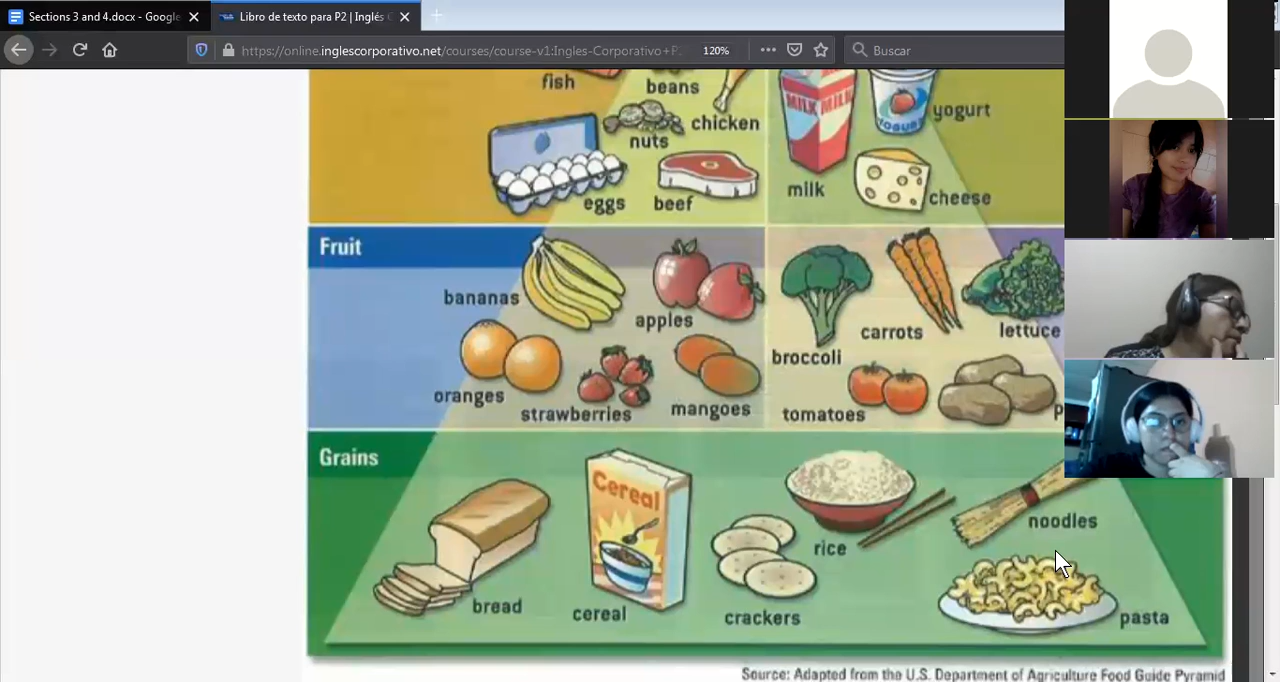 Sections 3 and 4.docx - Google
Libro de texto para P2 | Inglés C
https://online.inglescorporativo.net/courses/course-v1:Ingles-Corporativo+P
120%
Buscar
fish
beans
chicken
nuts
eggs
beef
MILK MILK
milk
YOGURT
yogurt
cheese
Fruit
bananas
apples
oranges
strawberries
mangoes
broccoli
carrots
lettuce
tomatoes
p
Grains
bread
Cereal
cereal
crackers
rice
noodles
pasta
Source: Adapted from the U.S. Department of Agriculture Food Guide Pyramid